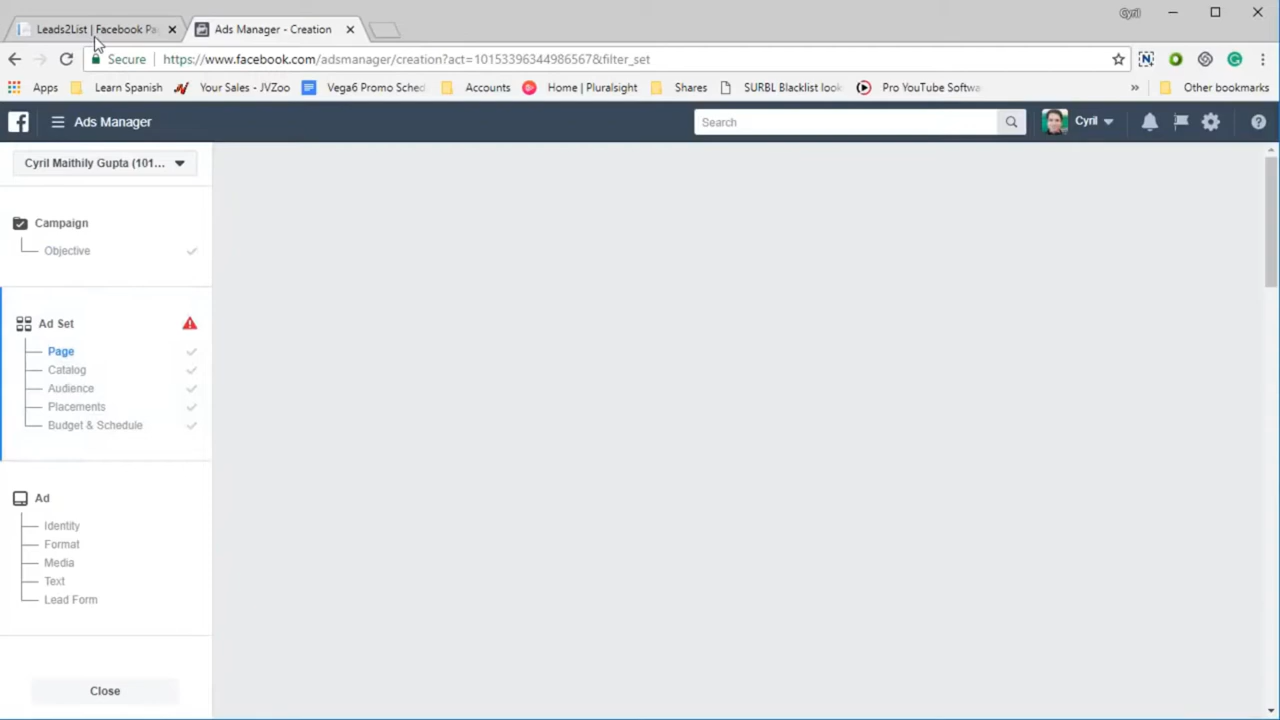 Leads2List | Facebook Pa
Ads Manager - Creation
Cyril
Secure
https://www.facebook.com/adsmanager/creation?act=10153396344986567&filter_set
Apps
Learn Spanish
Your Sales - JVZoo
Vega6 Promo Sched
Accounts
Home | Pluralsight
Shares
SURBL Blacklist look
Pro YouTube Softwa
»
Other bookmarks
Ads Manager
Search
Cyril
Cyril Maithily Gupta (101...
Campaign
Objective
Ad Set
Page
Catalog
Audience
Placements
Budget & Schedule
Ad
Identity
Format
Media
Text
Lead Form
Close